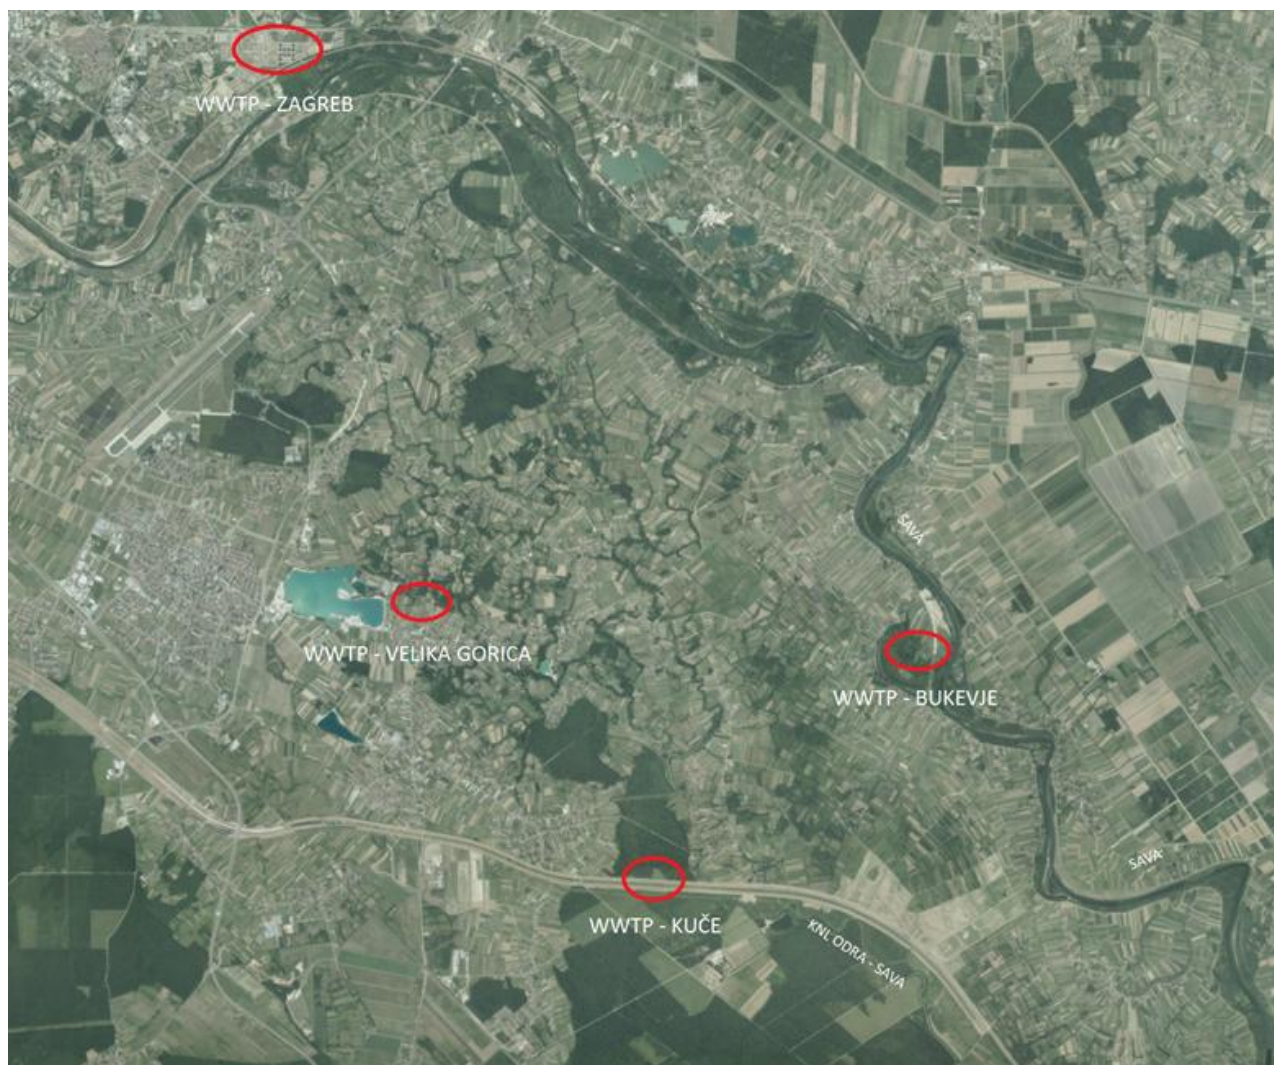 WWTP - ZAGREB
SAVA
WWTP - VELIKA GORICA
WWTP - BUKEVJE
SAVA
WWTP - KUČE
KNL ODRA - SAVA